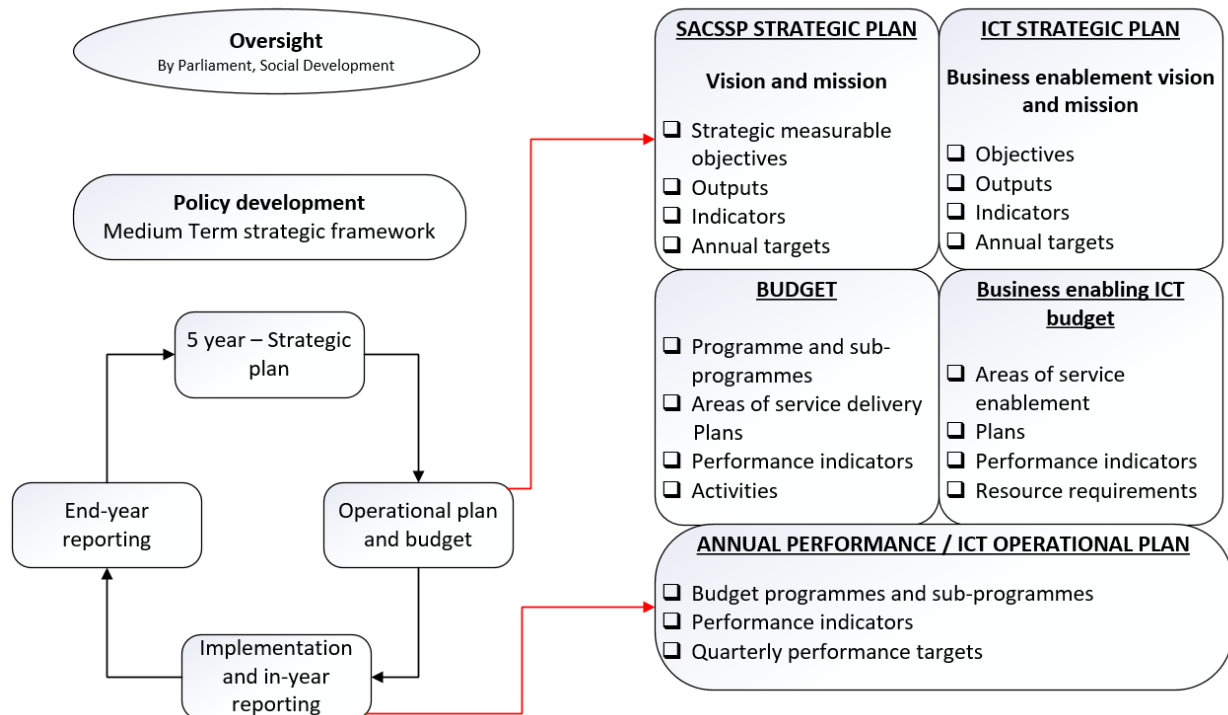 Oversight
By Parliament, Social Development
Policy development
Medium Term strategic framework
5 year – Strategic
plan
Operational plan
and budget
Implementation
and in-year
reporting
End-year
reporting
SACSSP STRATEGIC PLAN
Vision and mission
❑ Strategic measurable
objectives
❑ Outputs
❑ Indicators
❑ Annual targets
ICT STRATEGIC PLAN
Business enablement vision
and mission
❑ Objectives
❑ Outputs
❑ Indicators
❑ Annual targets
BUDGET
❑ Programme and sub-
programmes
❑ Areas of service delivery
Plans
❑ Performance indicators
❑ Activities
Business enabling ICT
budget
❑ Areas of service
enablement
❑ Plans
❑ Performance indicators
❑ Resource requirements
ANNUAL PERFORMANCE / ICT OPERATIONAL PLAN
❑ Budget programmes and sub-programmes
❑ Performance indicators
❑ Quarterly performance targets